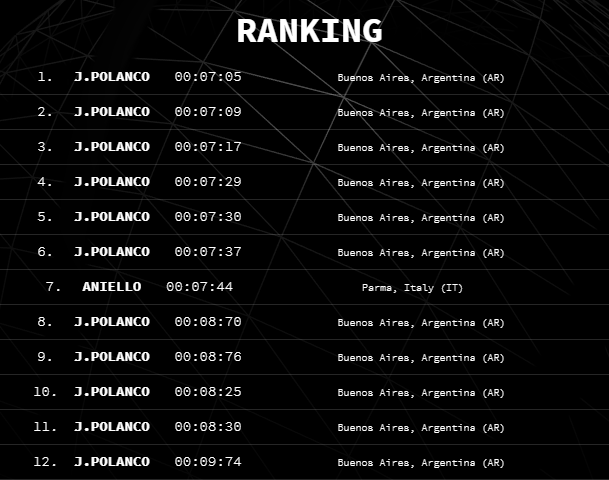 RANKING
1. J.POLANCO 00:07:05 Buenos Aires, Argentina (AR)
2. J.POLANCO 00:07:09 Buenos Aires, Argentina (AR)
3. J.POLANCO 00:07:17 Buenos Aires, Argentina (AR)
4. J.POLANCO 00:07:29 Buenos Aires, Argentina (AR)
5. J.POLANCO 00:07:30 Buenos Aires, Argentina (AR)
6. J.POLANCO 00:07:37 Buenos Aires, Argentina (AR)
7. ANIELLO 00:07:44 Parma, Italy (IT)
8. J.POLANCO 00:08:70 Buenos Aires, Argentina (AR)
9. J.POLANCO 00:08:76 Buenos Aires, Argentina (AR)
10. J.POLANCO 00:08:25 Buenos Aires, Argentina (AR)
11. J.POLANCO 00:08:30 Buenos Aires, Argentina (AR)
12. J.POLANCO 00:09:74 Buenos Aires, Argentina (AR)